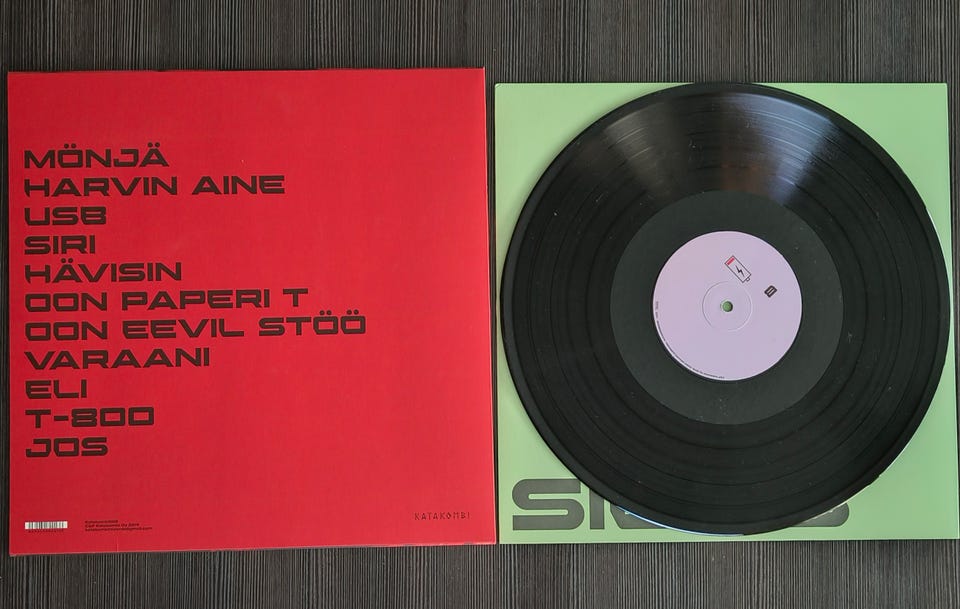 MÖNJÄ
HARVIN AINE
USB
SIRI
HÄVISIN
OON PAPERI T
OON EEVIL STÖÖ
VARAANI
ELI
T-800
JOS
KATAKOMBI
B